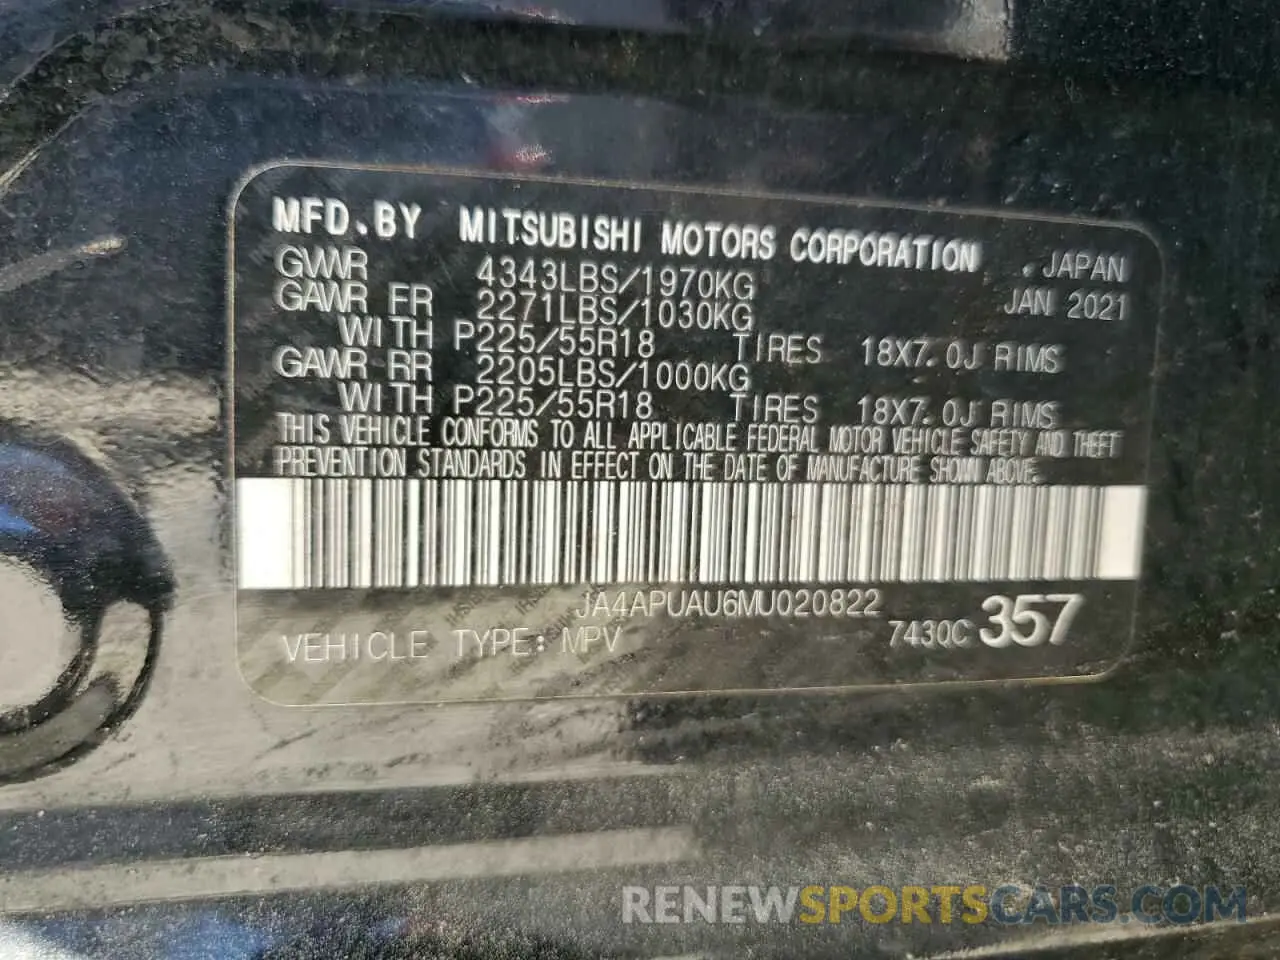 MFD.BY MITSUBISHI MOTORS CORPORATION . JAPAN
GVWR 4343LBS/1970KG JAN 2021
GAWR FR 2271LBS/1030KG
WITH P225/55R18 TIRES 18X7.0J RIMS
GAWR RR 2205LBS/1000KG
WITH P225/55R18 TIRES 18X7.0J RIMS
THIS VEHICLE CONFORMS TO ALL APPLICABLE FEDERAL MOTOR VEHICLE SAFETY AND THEFT
PREVENTION STANDARDS IN EFFECT ON THE DATE OF MANUFACTURE SHOWN ABOVE.
JA4APUAU6MU020822
VEHICLE TYPE: MPV 7430C 357
RENEWSPORTSCARS.COM